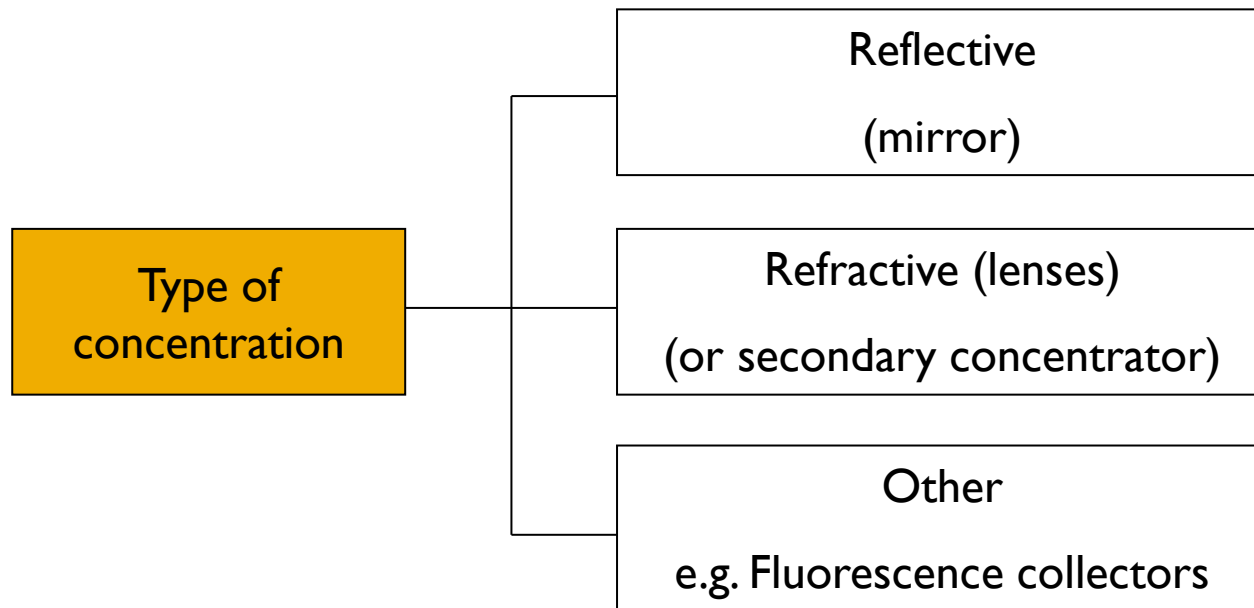 Reflective
(mirror)
Type of
concentration
Refractive (lenses)
(or secondary concentrator)
Other
e.g. Fluorescence collectors